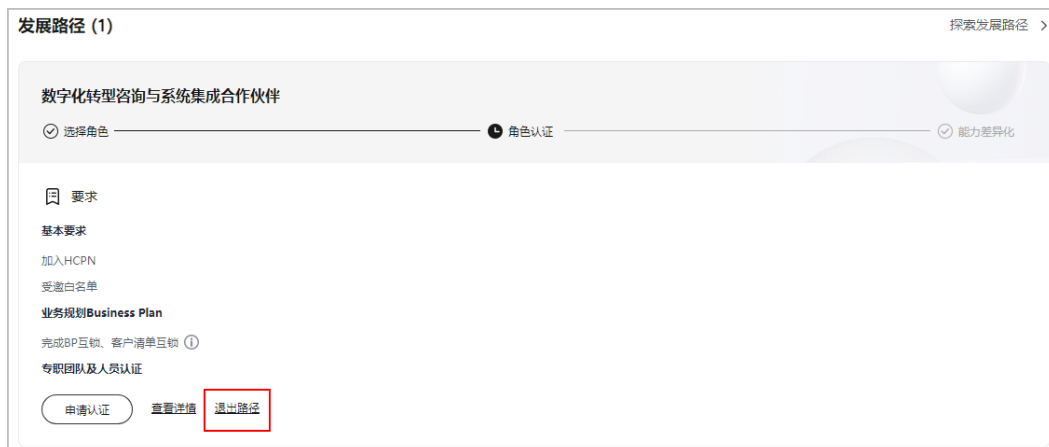 发展路径 (1) 探索发展路径
数字化转型咨询与系统集成合作伙伴
选择角色 角色认证 能力差异化
要求
基本要求
加入HCPN
受邀白名单
业务规划Business Plan
完成BP互锁、客户清单互锁
专职团队及人员认证
申请认证 查看详情 退出路径